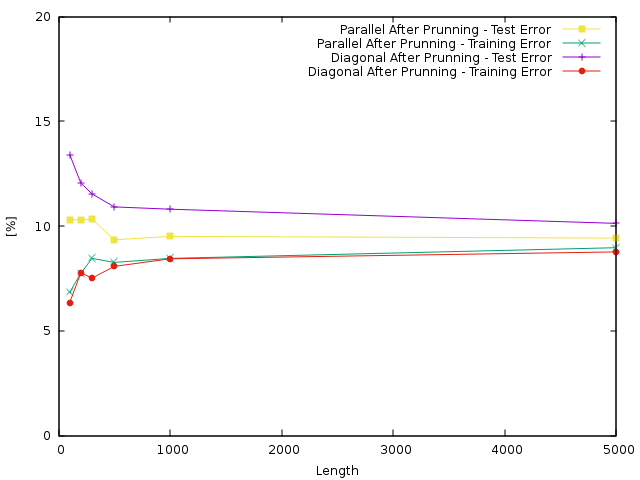 20
15
10
5
0
[%]
Parallel After Prunning - Test Error
Parallel After Prunning - Training Error
Diagonal After Prunning - Test Error
Diagonal After Prunning - Training Error
0 1000 2000 3000 4000 5000
Length